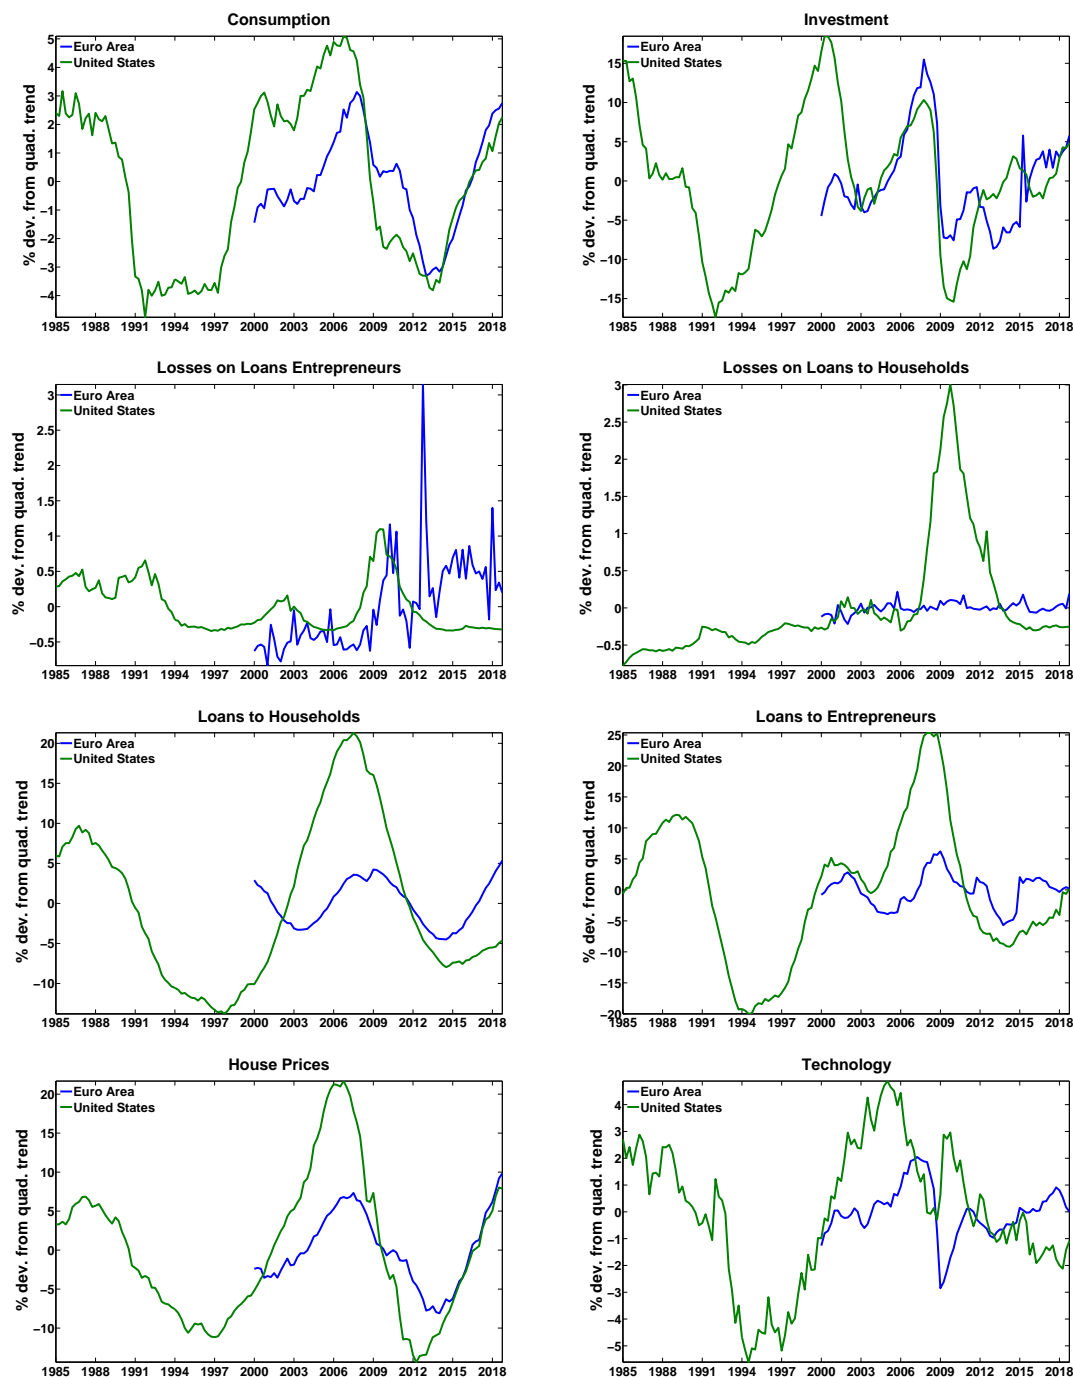 Consumption
Euro Area
United States
% dev. from quad. trend
5
4
3
2
1
0
−1
−2
−3
−4
1985 1988 1991 1994 1997 2000 2003 2006 2009 2012 2015 2018
Investment
Euro Area
United States
% dev. from quad. trend
15
10
5
0
−5
−10
−15
1985 1988 1991 1994 1997 2000 2003 2006 2009 2012 2015 2018
Losses on Loans Entrepreneurs
Euro Area
United States
% dev. from quad. trend
3
2.5
2
1.5
1
0.5
0
−0.5
1985 1988 1991 1994 1997 2000 2003 2006 2009 2012 2015 2018
Losses on Loans to Households
Euro Area
United States
% dev. from quad. trend
3
2.5
2
1.5
1
0.5
0
−0.5
1985 1988 1991 1994 1997 2000 2003 2006 2009 2012 2015 2018
Loans to Households
Euro Area
United States
% dev. from quad. trend
20
15
10
5
0
−5
−10
1985 1988 1991 1994 1997 2000 2003 2006 2009 2012 2015 2018
Loans to Entrepreneurs
Euro Area
United States
% dev. from quad. trend
25
20
15
10
5
0
−5
−10
−15
−20
1985 1988 1991 1994 1997 2000 2003 2006 2009 2012 2015 2018
House Prices
Euro Area
United States
% dev. from quad. trend
20
15
10
5
0
−5
−10
1985 1988 1991 1994 1997 2000 2003 2006 2009 2012 2015 2018
Technology
Euro Area
United States
% dev. from quad. trend
4
3
2
1
0
−1
−2
−3
−4
−5
1985 1988 1991 1994 1997 2000 2003 2006 2009 2012 2015 2018